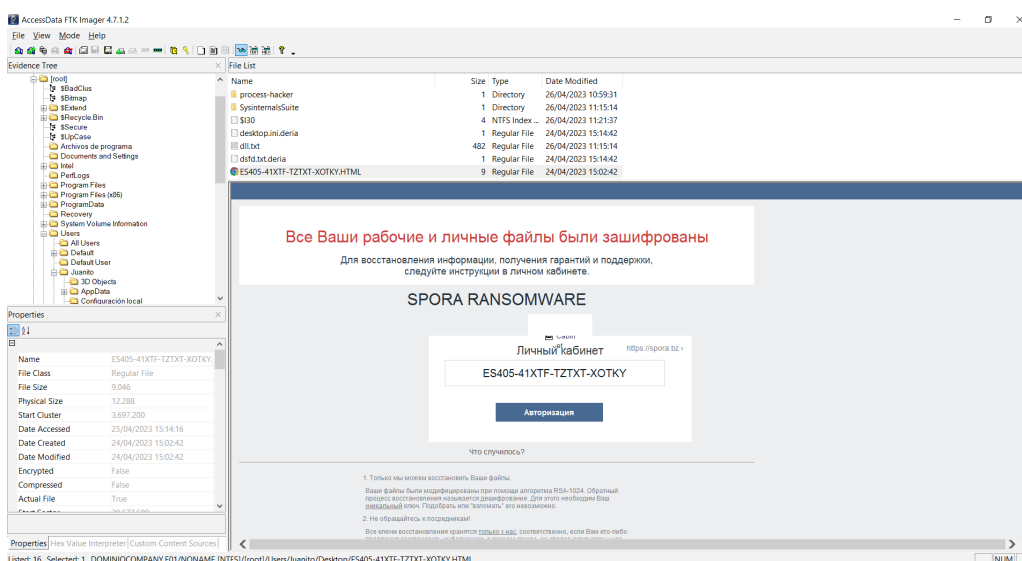 AccessData FTK Imager 4.7.1.2
File View Mode Help
Evidence Tree
[root]
$BadClus
$Bitmap
$Extend
$Recycle.Bin
$Secure
$UpCase
Archivos de programa
Documents and Settings
Intel
PerfLogs
Program Files
Program Files (x86)
ProgramData
Recovery
System Volume Information
Users
All Users
Default
Default User
Juanito
3D Objects
AppData
Configuración local
File List
Name Size Type Date Modified
process-hacker 1 Directory 26/04/2023 10:59:31
SysinternalsSuite 1 Directory 26/04/2023 11:15:14
$I30 4 NTFS Index ... 26/04/2023 11:21:37
desktop.ini.deria 1 Regular File 24/04/2023 15:14:42
dll.txt 482 Regular File 26/04/2023 11:15:14
dsfd.txt.deria 1 Regular File 24/04/2023 15:14:42
ES405-41XTF-TZTXT-XOTKY.HTML 9 Regular File 24/04/2023 15:02:42
Properties
Name ES405-41XTF-TZTXT-XOTKY.
File Class Regular File
File Size 9.046
Physical Size 12.288
Start Cluster 3.697.200
Date Accessed 25/04/2023 15:14:16
Date Created 24/04/2023 15:02:42
Date Modified 24/04/2023 15:02:42
Encrypted False
Compressed False
Actual File True
Properties Hex Value Interpreter Custom Content Sources
Все Ваши рабочие и личные файлы были зашифрованы
Для восстановления информации, получения гарантий и поддержки,
следуйте инструкции в личном кабинете.
SPORA RANSOMWARE
Личный кабинет https://spora.bz
ES405-41XTF-TZTXT-XOTKY
Авторизация
Что случилось?
1. Только мы можем восстановить Ваши файлы.
Ваши файлы были модифицированы при помощи алгоритма RSA-1024. Обратный
процесс восстановления называется дешифрование. Для этого необходим Ваш
уникальный ключ. Подобрать или "взломать" его невозможно.
2. Не обращайтесь к посредникам!
Все ключи восстановления хранятся только у нас, соответственно, если Вам кто-либо
Listed: 16 Selected: 1 DOMINIOCOMPANY.E01/NONAME [NTFS]/[root]/Users/Juanito/Desktop/ES405-41XTF-TZTXT-XOTKY.HTML
NUM